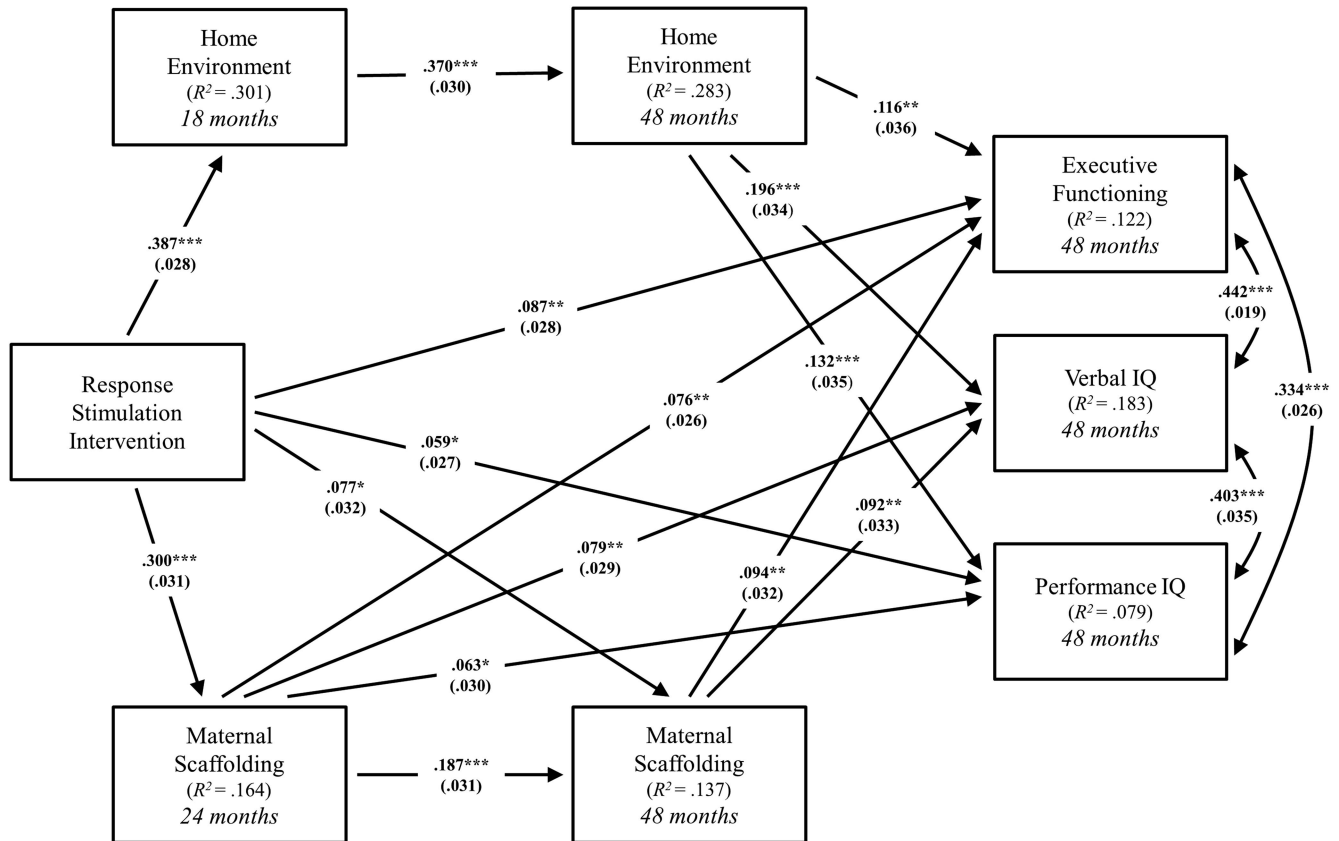 Home
Environment
(R² = .301)
18 months
.370***
(.030)
Home
Environment
(R² = .283)
48 months
.116**
(.036)
Executive
Functioning
(R² = .122)
48 months
.196***
(.034)
.387***
(.028)
.087**
(.028)
.442***
(.019)
Response
Stimulation
Intervention
.132***
(.035)
Verbal IQ
(R² = .183)
48 months
.334***
(.026)
.076**
(.026)
.059*
(.027)
.077*
(.032)
.092**
(.033)
.403***
(.035)
.300***
(.031)
.079**
(.029)
.094**
(.032)
Performance IQ
(R² = .079)
48 months
.063*
(.030)
Maternal
Scaffolding
(R² = .164)
24 months
.187***
(.031)
Maternal
Scaffolding
(R² = .137)
48 months